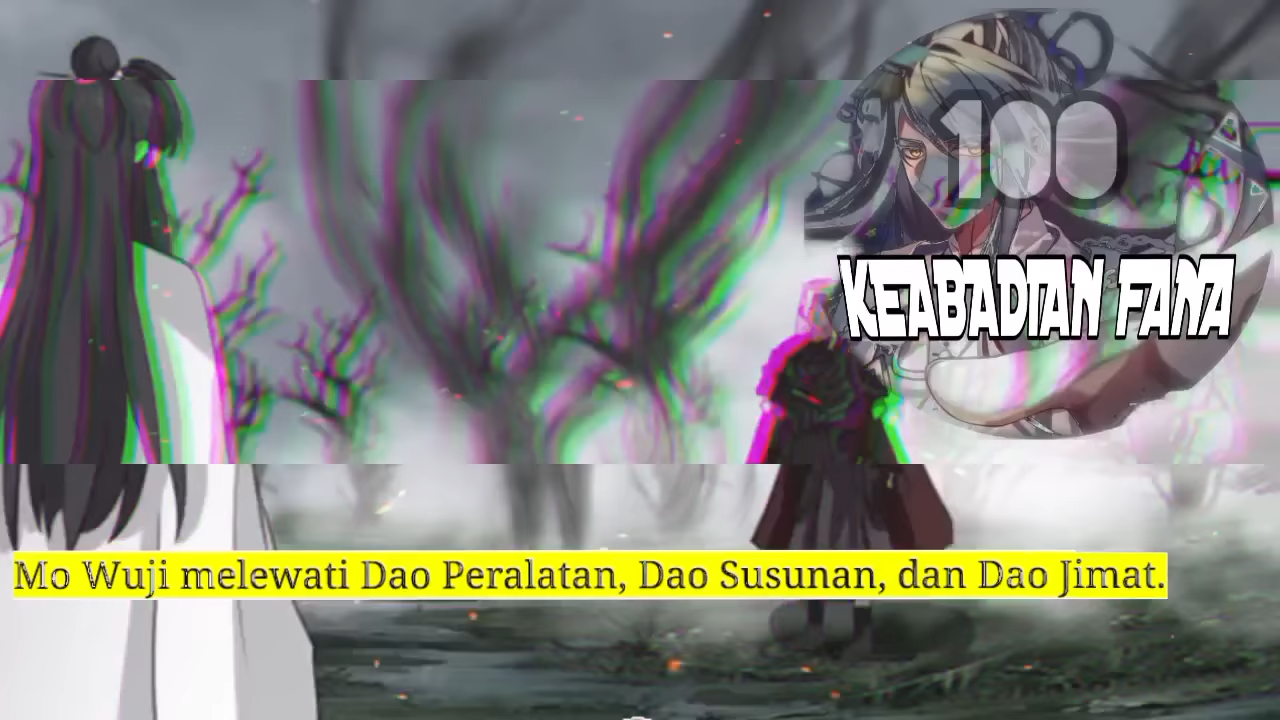 100
KEABADIAN FANA
Mo Wuji melewati Dao Peralatan, Dao Susunan, dan Dao Jimat.